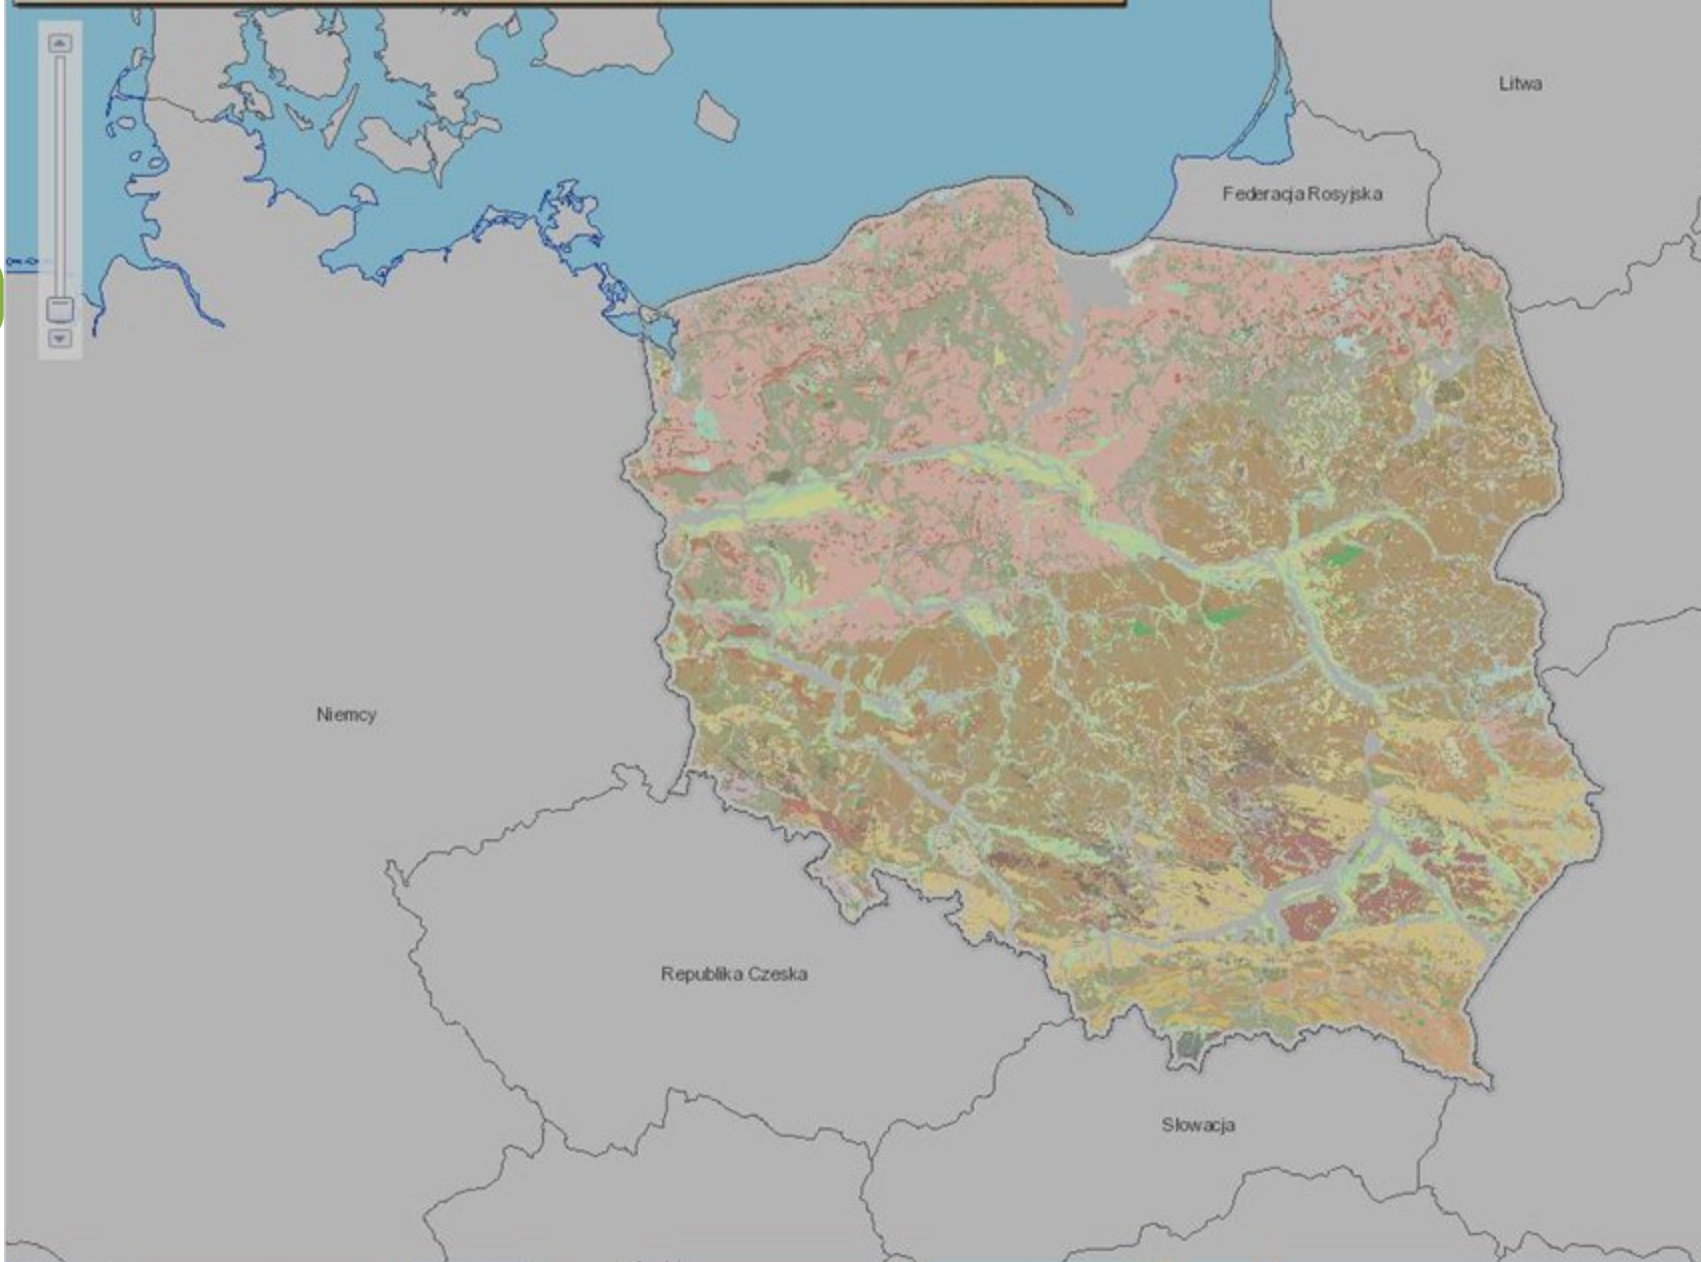 Litwa
Federacja Rosyjska
Niemcy
Republika Czeska
Słowacja